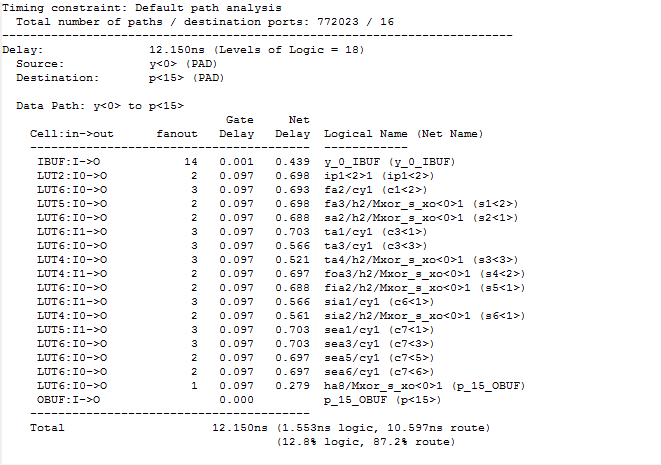 Timing constraint: Default path analysis
Total number of paths / destination ports: 772023 / 16
-------------------------------------------------------------------------
Delay: 12.150ns (Levels of Logic = 18)
Source: y<0> (PAD)
Destination: p<15> (PAD)
Data Path: y<0> to p<15>
Gate Net
Cell:in->out fanout Delay Delay Logical Name (Net Name)
---------------------------------------- ------------
IBUF:I->O 14 0.001 0.439 y_0_IBUF (y_0_IBUF)
LUT2:I0->O 2 0.097 0.698 ip1<2>1 (ip1<2>)
LUT6:I0->O 3 0.097 0.693 fa2/cy1 (c1<2>)
LUT5:I0->O 2 0.097 0.698 fa3/h2/Mxor_s_xo<0>1 (s1<2>)
LUT6:I0->O 2 0.097 0.688 sa2/h2/Mxor_s_xo<0>1 (s2<1>)
LUT6:I1->O 3 0.097 0.703 ta1/cy1 (c3<1>)
LUT6:I0->O 3 0.097 0.566 ta3/cy1 (c3<3>)
LUT4:I0->O 3 0.097 0.521 ta4/h2/Mxor_s_xo<0>1 (s3<3>)
LUT4:I1->O 2 0.097 0.697 foa3/h2/Mxor_s_xo<0>1 (s4<2>)
LUT6:I0->O 2 0.097 0.688 fia2/h2/Mxor_s_xo<0>1 (s5<1>)
LUT6:I1->O 3 0.097 0.566 sia1/cy1 (c6<1>)
LUT4:I0->O 2 0.097 0.561 sia2/h2/Mxor_s_xo<0>1 (s6<1>)
LUT5:I1->O 3 0.097 0.703 sea1/cy1 (c7<1>)
LUT6:I0->O 3 0.097 0.703 sea3/cy1 (c7<3>)
LUT6:I0->O 2 0.097 0.697 sea5/cy1 (c7<5>)
LUT6:I0->O 2 0.097 0.697 sea6/cy1 (c7<6>)
LUT6:I0->O 1 0.097 0.279 ha8/Mxor_s_xo<0>1 (p_15_OBUF)
OBUF:I->O 0.000 p_15_OBUF (p<15>)
----------------------------------------
Total 12.150ns (1.553ns logic, 10.597ns route)
(12.8% logic, 87.2% route)